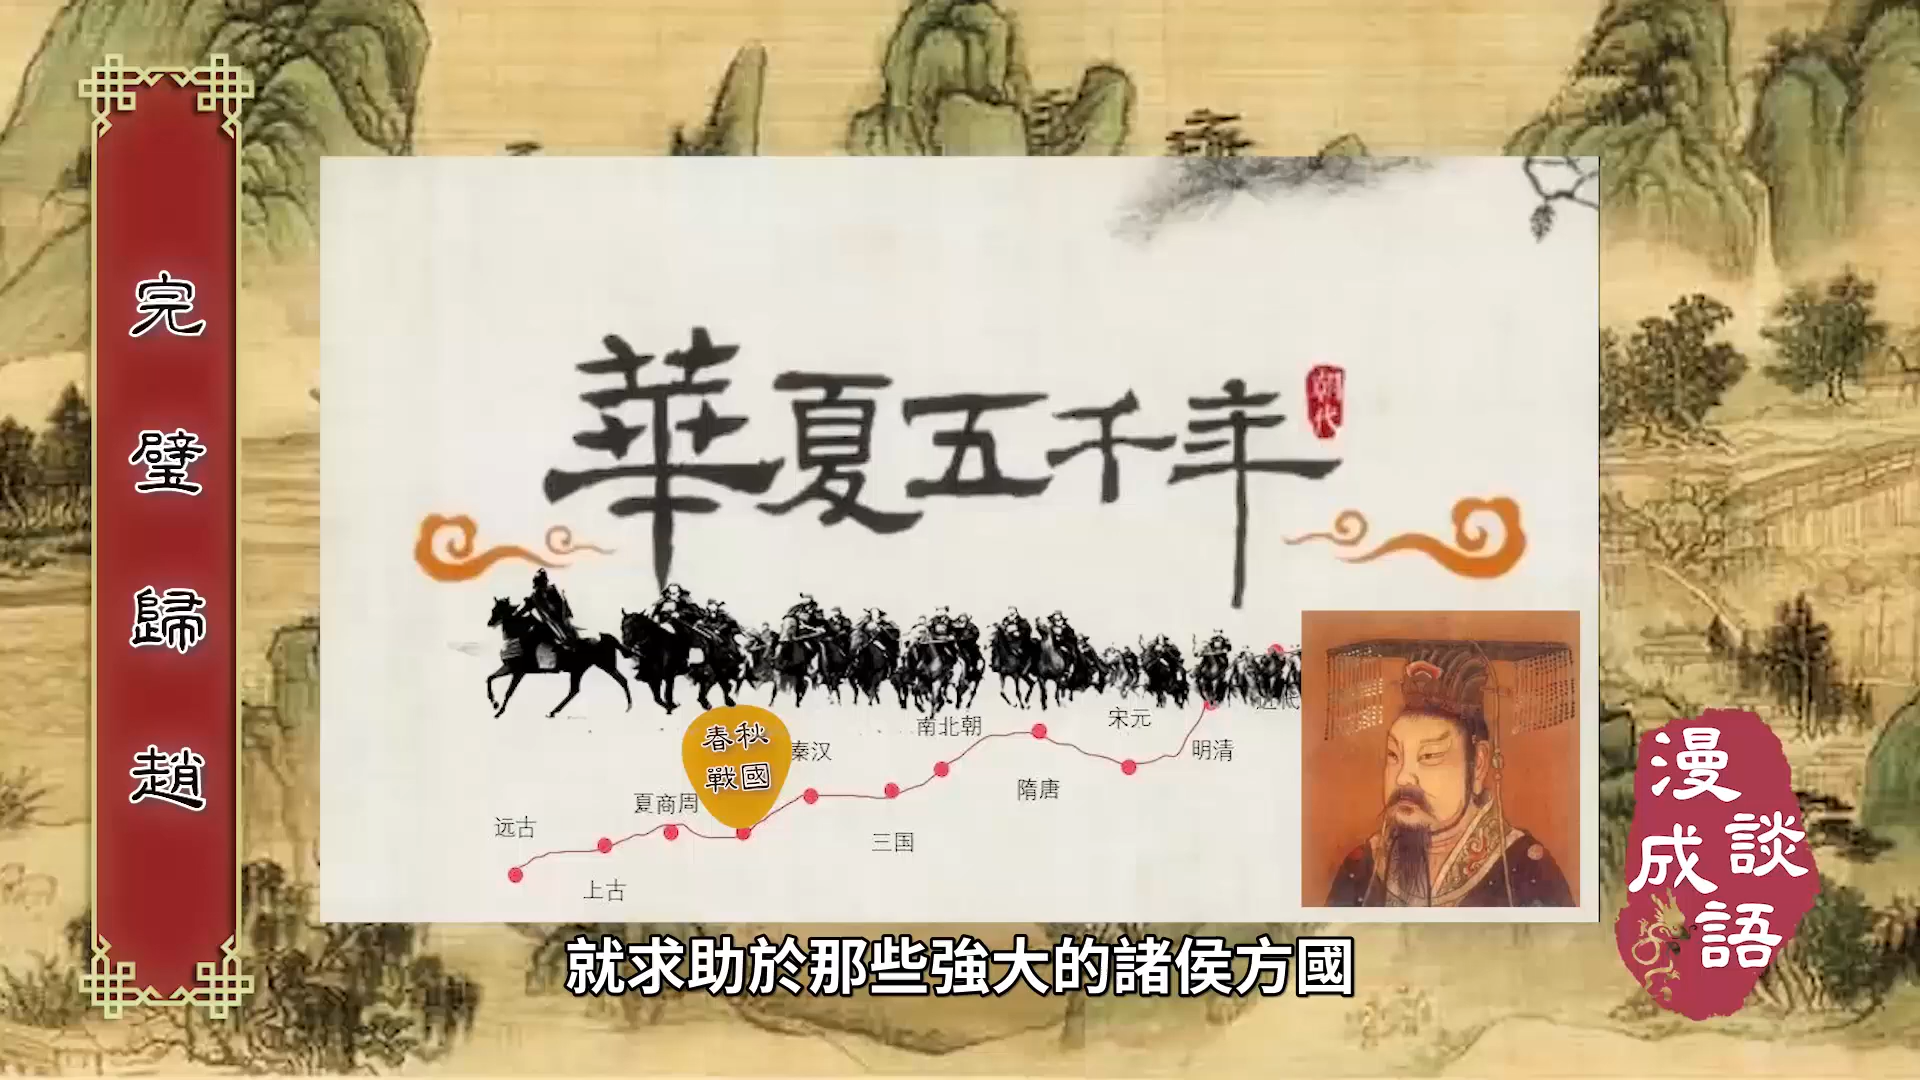 完璧歸趙
華夏五千年
朝代
春秋
戰國
秦汉
南北朝
宋元
明清
夏商周
隋唐
远古
三国
上古
漫談
成語
就求助於那些強大的諸侯方國